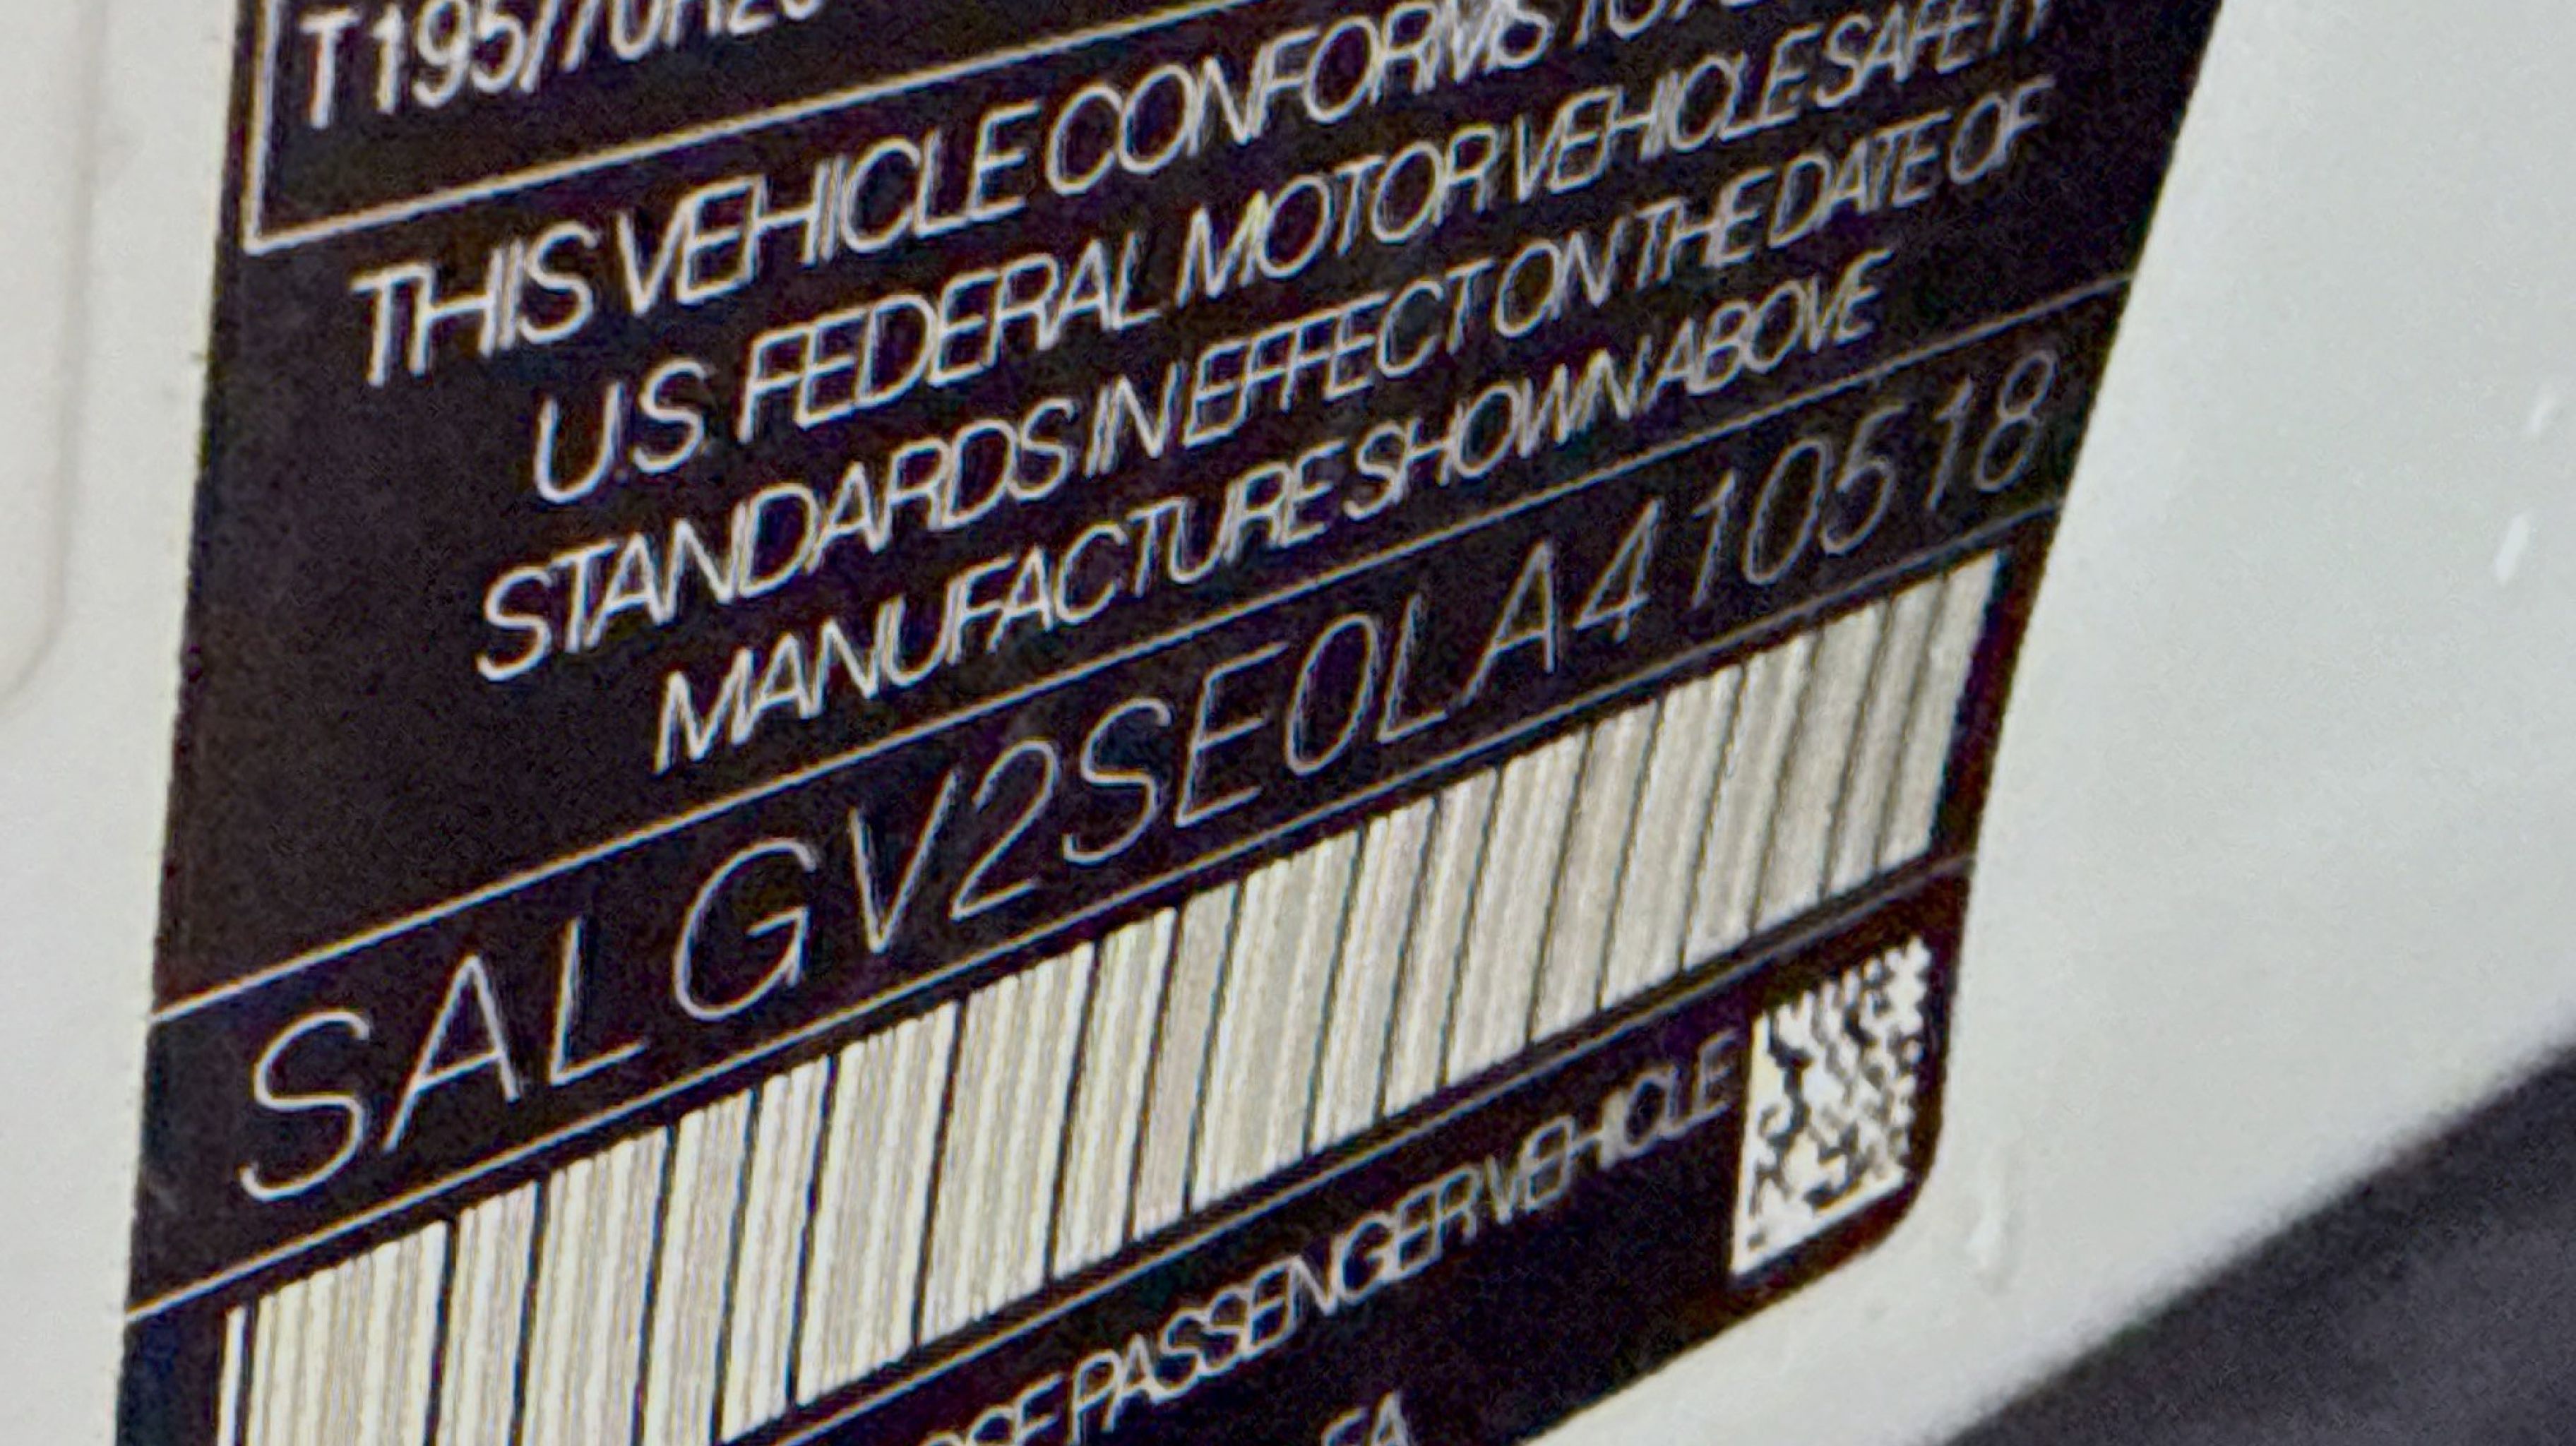 THIS VEHICLE CONFORMS TO
U.S. FEDERAL MOTOR VEHICLE SAFETY
STANDARDS IN EFFECT ON THE DATE OF
MANUFACTURE SHOWN ABOVE
SALGV2SE0LA410518
PASSENGER VEHICLE